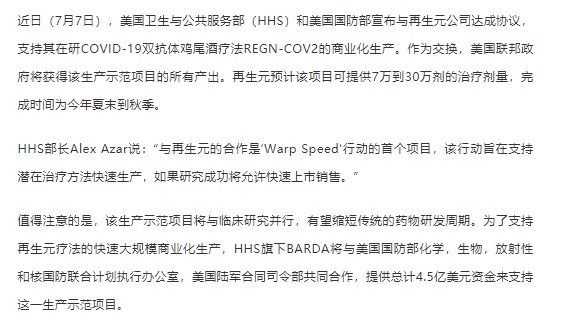 近日（7月7日），美国卫生与公共服务部（HHS）和美国国防部宣布与再生元公司达成协议，
支持其在研COVID-19双抗体鸡尾酒疗法REGN-COV2的商业化生产。作为交换，美国联邦政
府将获得该生产示范项目的所有产出。再生元预计该项目可提供7万到30万剂的治疗剂量，完
成时间为今年夏末到秋季。
HHS部长Alex Azar说：“与再生元的合作是‘Warp Speed’行动的首个项目，该行动旨在支持
潜在治疗方法快速生产，如果研究成功将允许快速上市销售。”
值得注意的是，该生产示范项目将与临床研究并行，有望缩短传统的药物研发周期。为了支持
再生元疗法的快速大规模商业化生产，HHS旗下BARDA将与美国国防部化学，生物，放射性
和核国防联合计划执行办公室，美国陆军合同司令部共同合作，提供总计4.5亿美元资金来支持
这一生产示范项目。